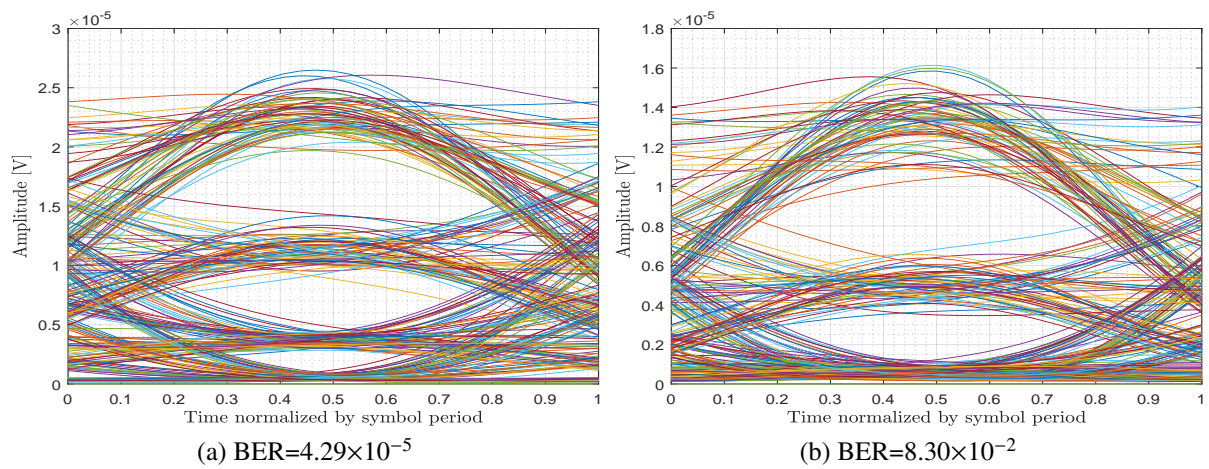 ×10⁻⁵
3
2.5
2
1.5
1
0.5
0
Amplitude [V]
0 0.1 0.2 0.3 0.4 0.5 0.6 0.7 0.8 0.9 1
Time normalized by symbol period
(a) BER=4.29×10⁻⁵
×10⁻⁵
1.8
1.6
1.4
1.2
1
0.8
0.6
0.4
0.2
0
Amplitude [V]
0 0.1 0.2 0.3 0.4 0.5 0.6 0.7 0.8 0.9 1
Time normalized by symbol period
(b) BER=8.30×10⁻²